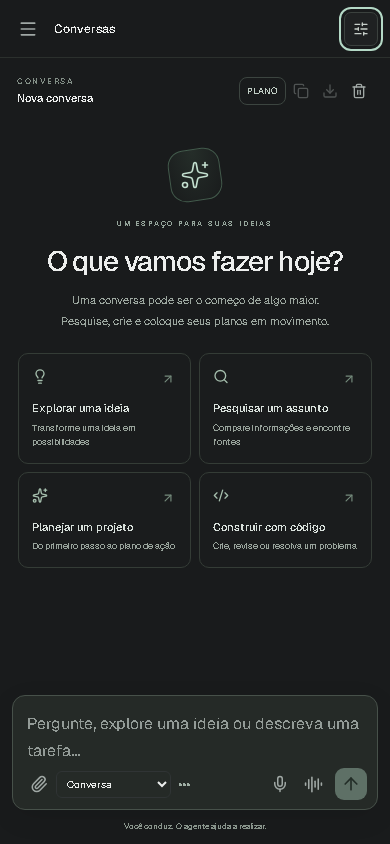 Conversas
CONVERSA
Nova conversa
PLANO
UM ESPAÇO PARA SUAS IDEIAS
O que vamos fazer hoje?
Uma conversa pode ser o começo de algo maior.
Pesquise, crie e coloque seus planos em movimento.
Explorar uma ideia
Transforme uma ideia em
possibilidades
Pesquisar um assunto
Compare informações e encontre
fontes
Planejar um projeto
Do primeiro passo ao plano de ação
Construir com código
Crie, revise ou resolva um problema
Pergunte, explore uma ideia ou descreva uma
tarefa...
Conversa
Você conduz. O agente ajuda a realizar.